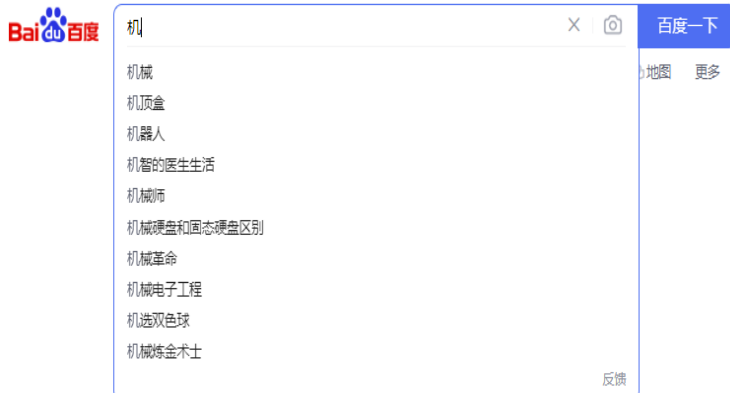 Bai du 百度
机
百度一下
地图 更多
机械
机顶盒
机器人
机智的医生生活
机械师
机械硬盘和固态硬盘区别
机械革命
机械电子工程
机选双色球
机械炼金术士
反馈